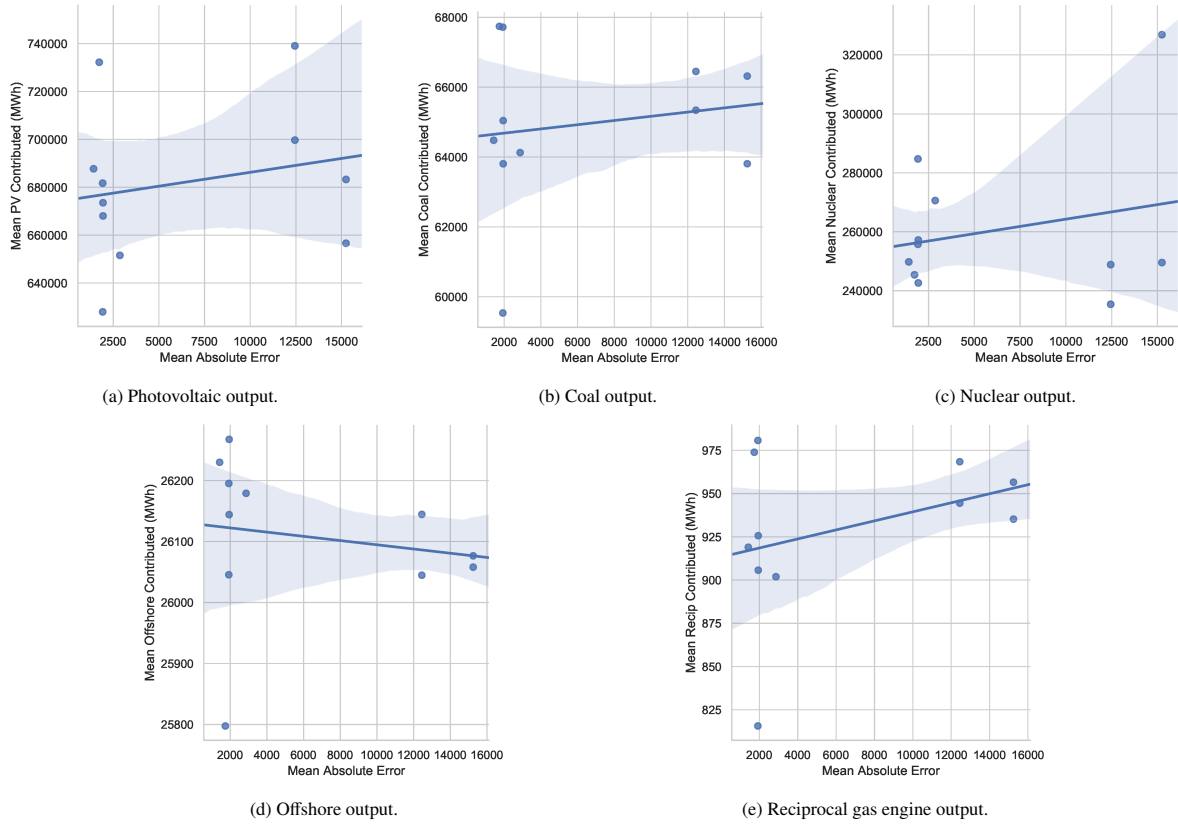 740000
720000
700000
680000
660000
640000
Mean PV Contributed (MWh)
2500 5000 7500 10000 12500 15000
Mean Absolute Error
(a) Photovoltaic output.
68000
66000
64000
62000
60000
Mean Coal Contributed (MWh)
2000 4000 6000 8000 10000 12000 14000 16000
Mean Absolute Error
(b) Coal output.
320000
300000
280000
260000
240000
Mean Nuclear Contributed (MWh)
2500 5000 7500 10000 12500 15000
Mean Absolute Error
(c) Nuclear output.
26200
26100
26000
25900
25800
Mean Offshore Contributed (MWh)
2000 4000 6000 8000 10000 12000 14000 16000
Mean Absolute Error
(d) Offshore output.
975
950
925
900
875
850
825
Mean Recip Contributed (MWh)
2000 4000 6000 8000 10000 12000 14000 16000
Mean Absolute Error
(e) Reciprocal gas engine output.